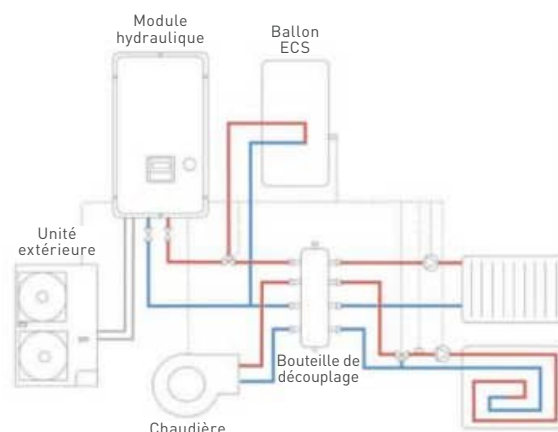 Module
hydraulique
Ballon
ECS
Unité
extérieure
Bouteille de
découplage
Chaudière